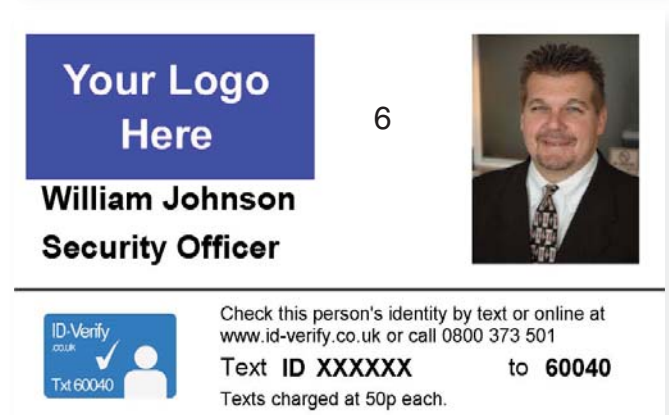 Your Logo
Here
6
William Johnson
Security Officer
ID-Verify
.co.uk
Txt 60040
Check this person's identity by text or online at
www.id-verify.co.uk or call 0800 373 501
Text ID XXXXXX to 60040
Texts charged at 50p each.